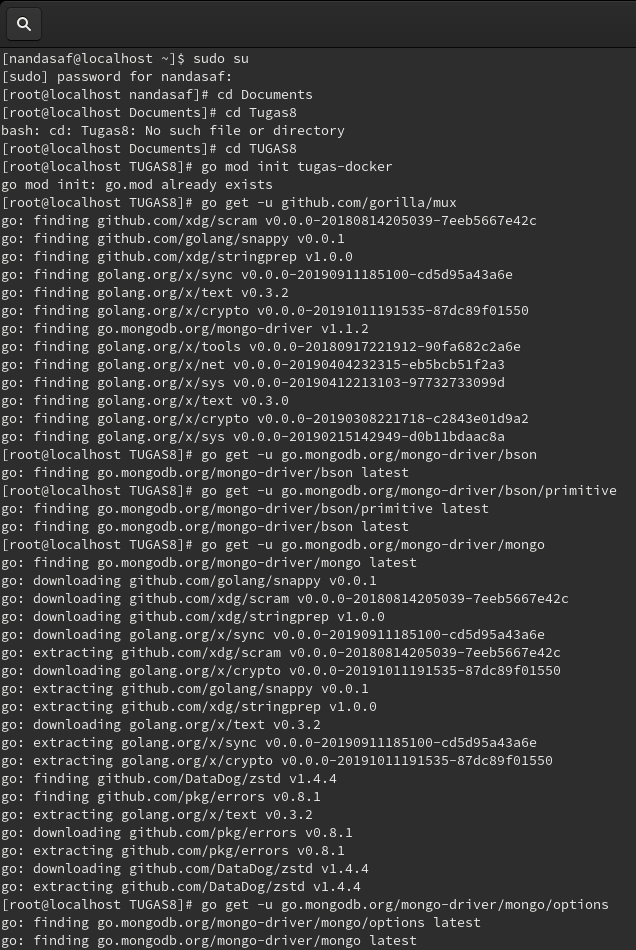 [nandasaf@localhost ~]$ sudo su
[sudo] password for nandasaf:
[root@localhost nandasaf]# cd Documents
[root@localhost Documents]# cd Tugas8
bash: cd: Tugas8: No such file or directory
[root@localhost Documents]# cd TUGAS8
[root@localhost TUGAS8]# go mod init tugas-docker
go mod init: go.mod already exists
[root@localhost TUGAS8]# go get -u github.com/gorilla/mux
go: finding github.com/xdg/scram v0.0.0-20180814205039-7eeb5667e42c
go: finding github.com/golang/snappy v0.0.1
go: finding github.com/xdg/stringprep v1.0.0
go: finding golang.org/x/sync v0.0.0-20190911185100-cd5d95a43a6e
go: finding golang.org/x/text v0.3.2
go: finding golang.org/x/crypto v0.0.0-20191011191535-87dc89f01550
go: finding go.mongodb.org/mongo-driver v1.1.2
go: finding golang.org/x/tools v0.0.0-20180917221912-90fa682c2a6e
go: finding golang.org/x/net v0.0.0-20190404232315-eb5bcb51f2a3
go: finding golang.org/x/sys v0.0.0-20190412213103-97732733099d
go: finding golang.org/x/text v0.3.0
go: finding golang.org/x/crypto v0.0.0-20190308221718-c2843e01d9a2
go: finding golang.org/x/sys v0.0.0-20190215142949-d0b11bdaac8a
[root@localhost TUGAS8]# go get -u go.mongodb.org/mongo-driver/bson
go: finding go.mongodb.org/mongo-driver/bson latest
[root@localhost TUGAS8]# go get -u go.mongodb.org/mongo-driver/bson/primitive
go: finding go.mongodb.org/mongo-driver/bson/primitive latest
go: finding go.mongodb.org/mongo-driver/bson latest
[root@localhost TUGAS8]# go get -u go.mongodb.org/mongo-driver/mongo
go: finding go.mongodb.org/mongo-driver/mongo latest
go: downloading github.com/golang/snappy v0.0.1
go: downloading github.com/xdg/scram v0.0.0-20180814205039-7eeb5667e42c
go: downloading github.com/xdg/stringprep v1.0.0
go: downloading golang.org/x/sync v0.0.0-20190911185100-cd5d95a43a6e
go: extracting github.com/xdg/scram v0.0.0-20180814205039-7eeb5667e42c
go: downloading golang.org/x/crypto v0.0.0-20191011191535-87dc89f01550
go: extracting github.com/golang/snappy v0.0.1
go: extracting github.com/xdg/stringprep v1.0.0
go: downloading golang.org/x/text v0.3.2
go: extracting golang.org/x/sync v0.0.0-20190911185100-cd5d95a43a6e
go: extracting golang.org/x/crypto v0.0.0-20191011191535-87dc89f01550
go: finding github.com/DataDog/zstd v1.4.4
go: finding github.com/pkg/errors v0.8.1
go: extracting golang.org/x/text v0.3.2
go: downloading github.com/pkg/errors v0.8.1
go: extracting github.com/pkg/errors v0.8.1
go: downloading github.com/DataDog/zstd v1.4.4
go: extracting github.com/DataDog/zstd v1.4.4
[root@localhost TUGAS8]# go get -u go.mongodb.org/mongo-driver/mongo/options
go: finding go.mongodb.org/mongo-driver/mongo/options latest
go: finding go.mongodb.org/mongo-driver/mongo latest